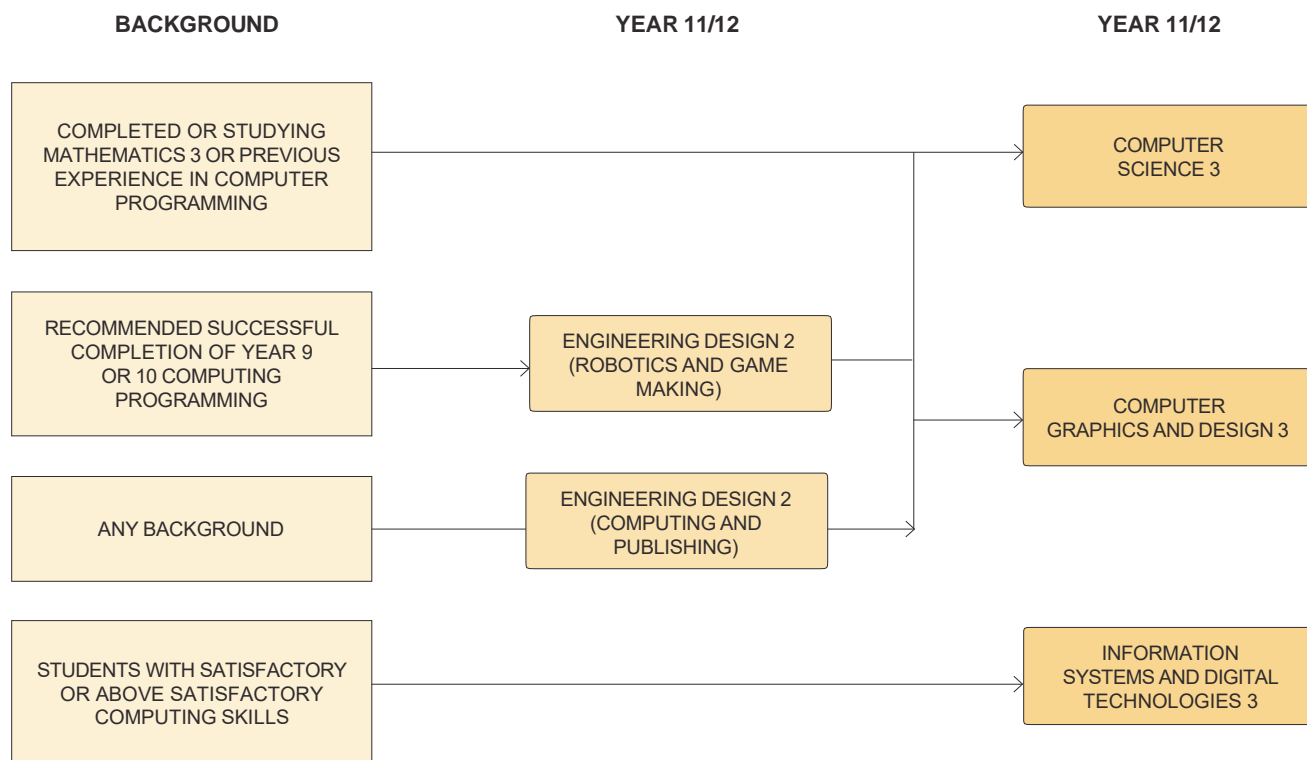 BACKGROUND
YEAR 11/12
YEAR 11/12
COMPLETED OR STUDYING
MATHEMATICS 3 OR PREVIOUS
EXPERIENCE IN COMPUTER
PROGRAMMING
COMPUTER
SCIENCE 3
RECOMMENDED SUCCESSFUL
COMPLETION OF YEAR 9
OR 10 COMPUTING
PROGRAMMING
ENGINEERING DESIGN 2
(ROBOTICS AND GAME
MAKING)
COMPUTER
GRAPHICS AND DESIGN 3
ANY BACKGROUND
ENGINEERING DESIGN 2
(COMPUTING AND
PUBLISHING)
STUDENTS WITH SATISFACTORY
OR ABOVE SATISFACTORY
COMPUTING SKILLS
INFORMATION
SYSTEMS AND DIGITAL
TECHNOLOGIES 3